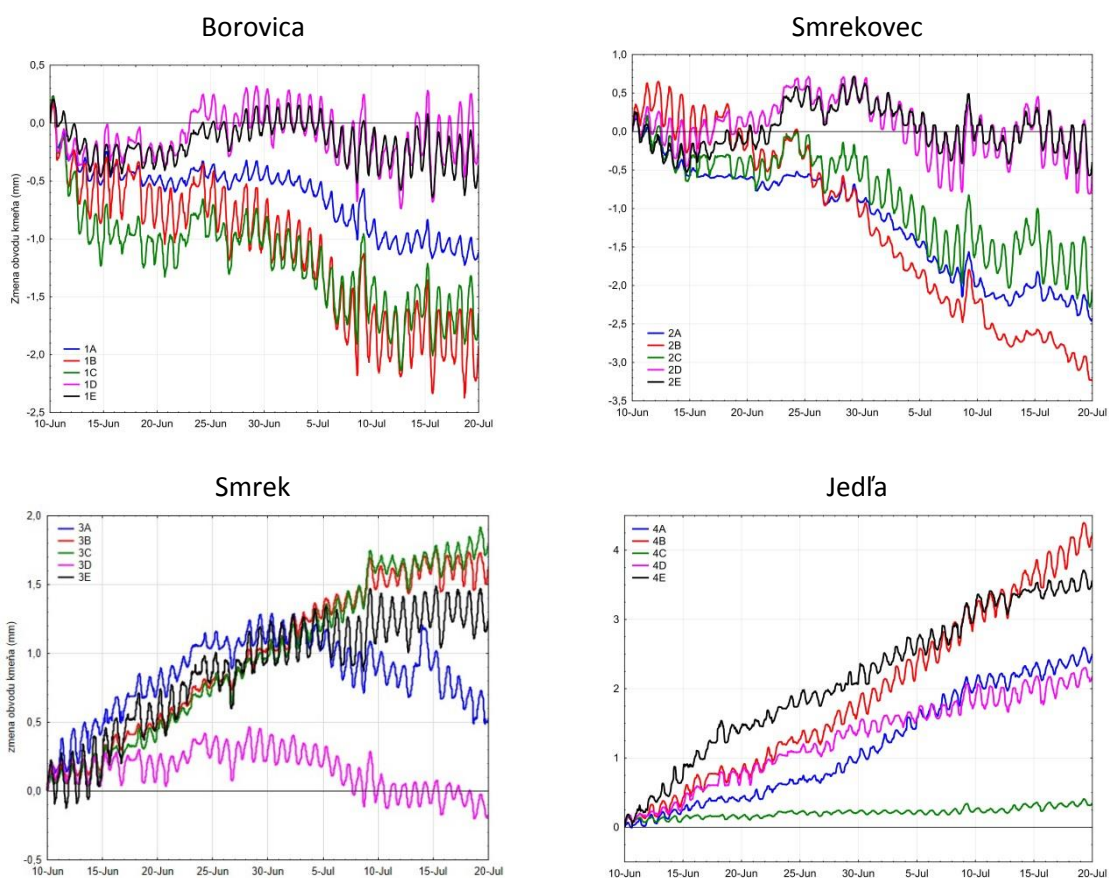 Borovica
Smrekovec
Zmena obvodu kmeňa (mm)
0,5
0,0
-0,5
-1,0
-1,5
-2,0
-2,5
1A
1B
1C
1D
1E
10-Jun 15-Jun 20-Jun 25-Jun 30-Jun 5-Jul 10-Jul 15-Jul 20-Jul
1,0
0,5
0,0
-0,5
-1,0
-1,5
-2,0
-2,5
-3,0
-3,5
2A
2B
2C
2D
2E
10-Jun 15-Jun 20-Jun 25-Jun 30-Jun 5-Jul 10-Jul 15-Jul 20-Jul
Smrek
Jedľa
zmena obvodu kmeňa (mm)
2,0
1,5
1,0
0,5
0,0
-0,5
3A
3B
3C
3D
3E
10-Jun 15-Jun 20-Jun 25-Jun 30-Jun 5-Jul 10-Jul 15-Jul 20-Jul
4
3
2
1
0
4A
4B
4C
4D
4E
10-Jun 15-Jun 20-Jun 25-Jun 30-Jun 5-Jul 10-Jul 15-Jul 20-Jul